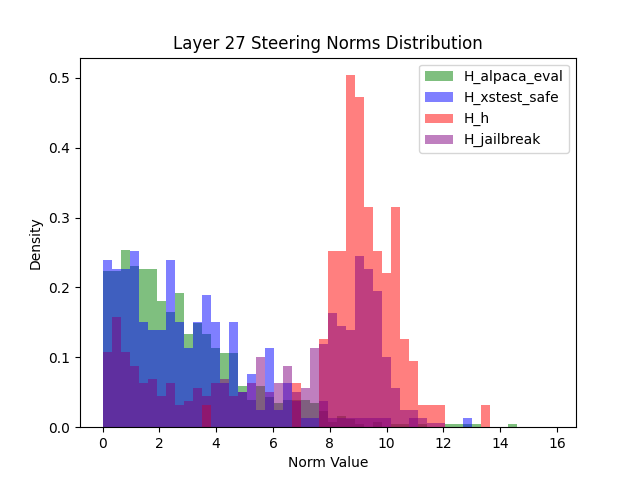 Layer 27 Steering Norms Distribution
H_alpaca_eval
H_xstest_safe
H_h
H_jailbreak
0.5
0.4
0.3
0.2
0.1
0.0
Density
0 2 4 6 8 10 12 14 16
Norm Value